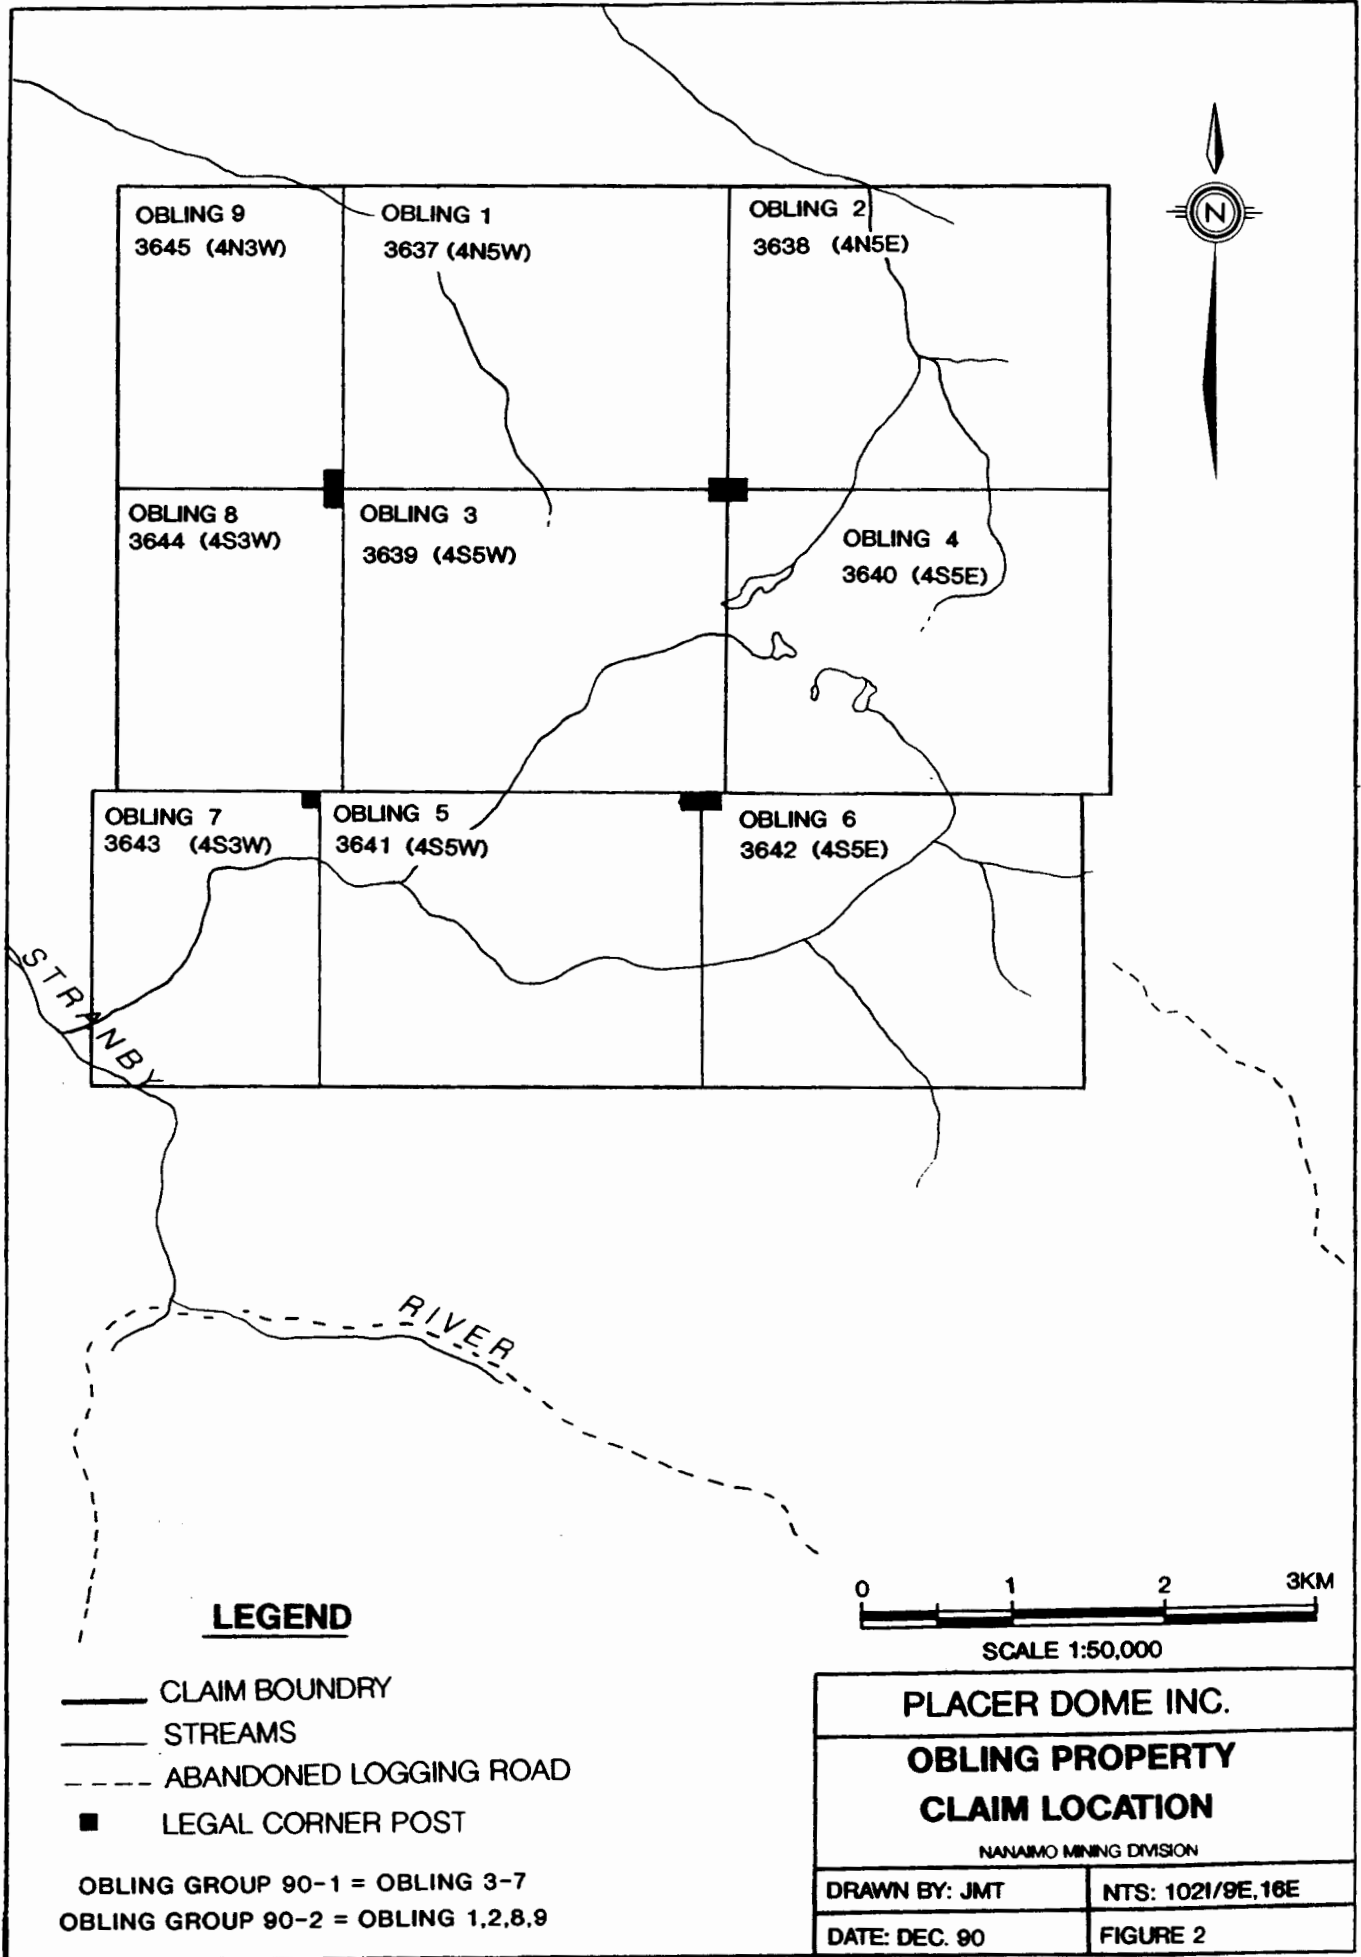 N
OBLING 9
3645 (4N3W)
OBLING 1
3637 (4N5W)
OBLING 2
3638 (4N5E)
OBLING 8
3644 (4S3W)
OBLING 3
3639 (4S5W)
OBLING 4
3640 (4S5E)
OBLING 7
3643 (4S3W)
OBLING 5
3641 (4S5W)
OBLING 6
3642 (4S5E)
STRANBY
RIVER
0 1 2 3KM
SCALE 1:50,000
LEGEND
CLAIM BOUNDRY
STREAMS
ABANDONED LOGGING ROAD
LEGAL CORNER POST
OBLING GROUP 90-1 = OBLING 3-7
OBLING GROUP 90-2 = OBLING 1,2,8,9
PLACER DOME INC.
OBLING PROPERTY
CLAIM LOCATION
NANAIMO MINING DIVISION
DRAWN BY: JMT
NTS: 102I/9E,16E
DATE: DEC. 90
FIGURE 2